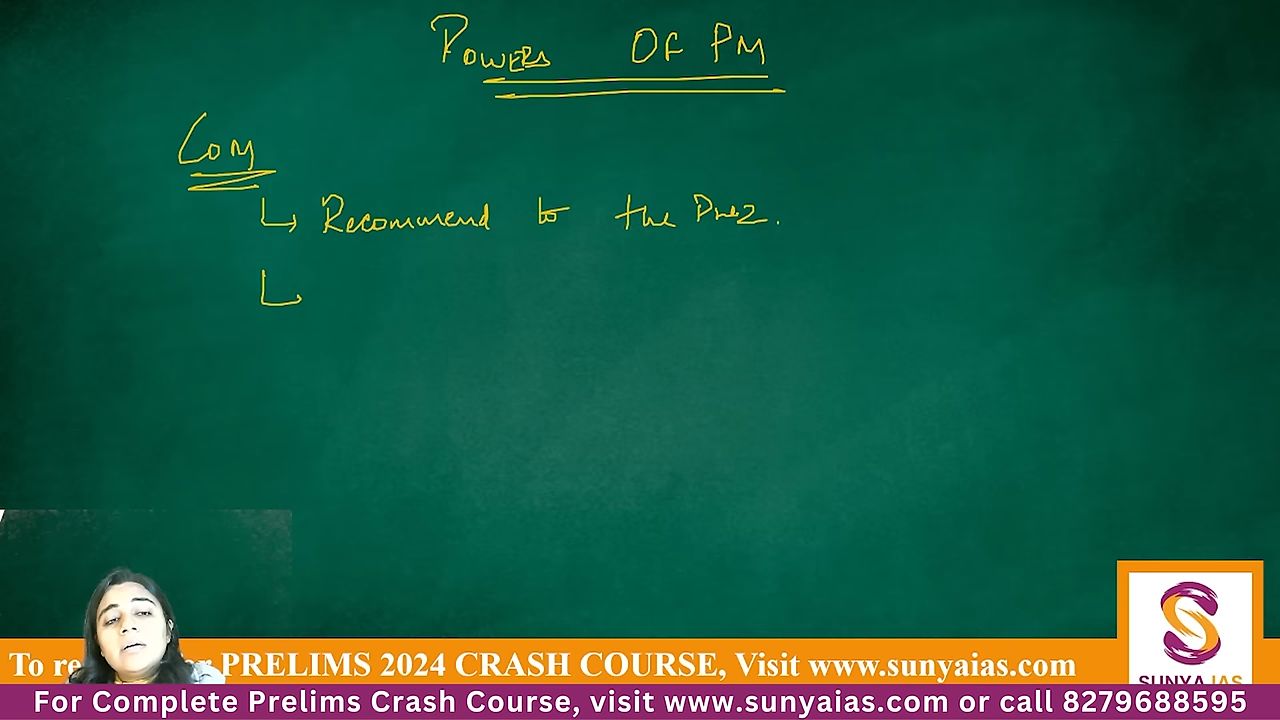 POWERS OF PM
COM
Recommend to the Prez.
To re r PRELIMS 2024 CRASH COURSE, Visit www.sunyaias.com
SUNYA IAS
For Complete Prelims Crash Course, visit www.sunyaias.com or call 8279688595